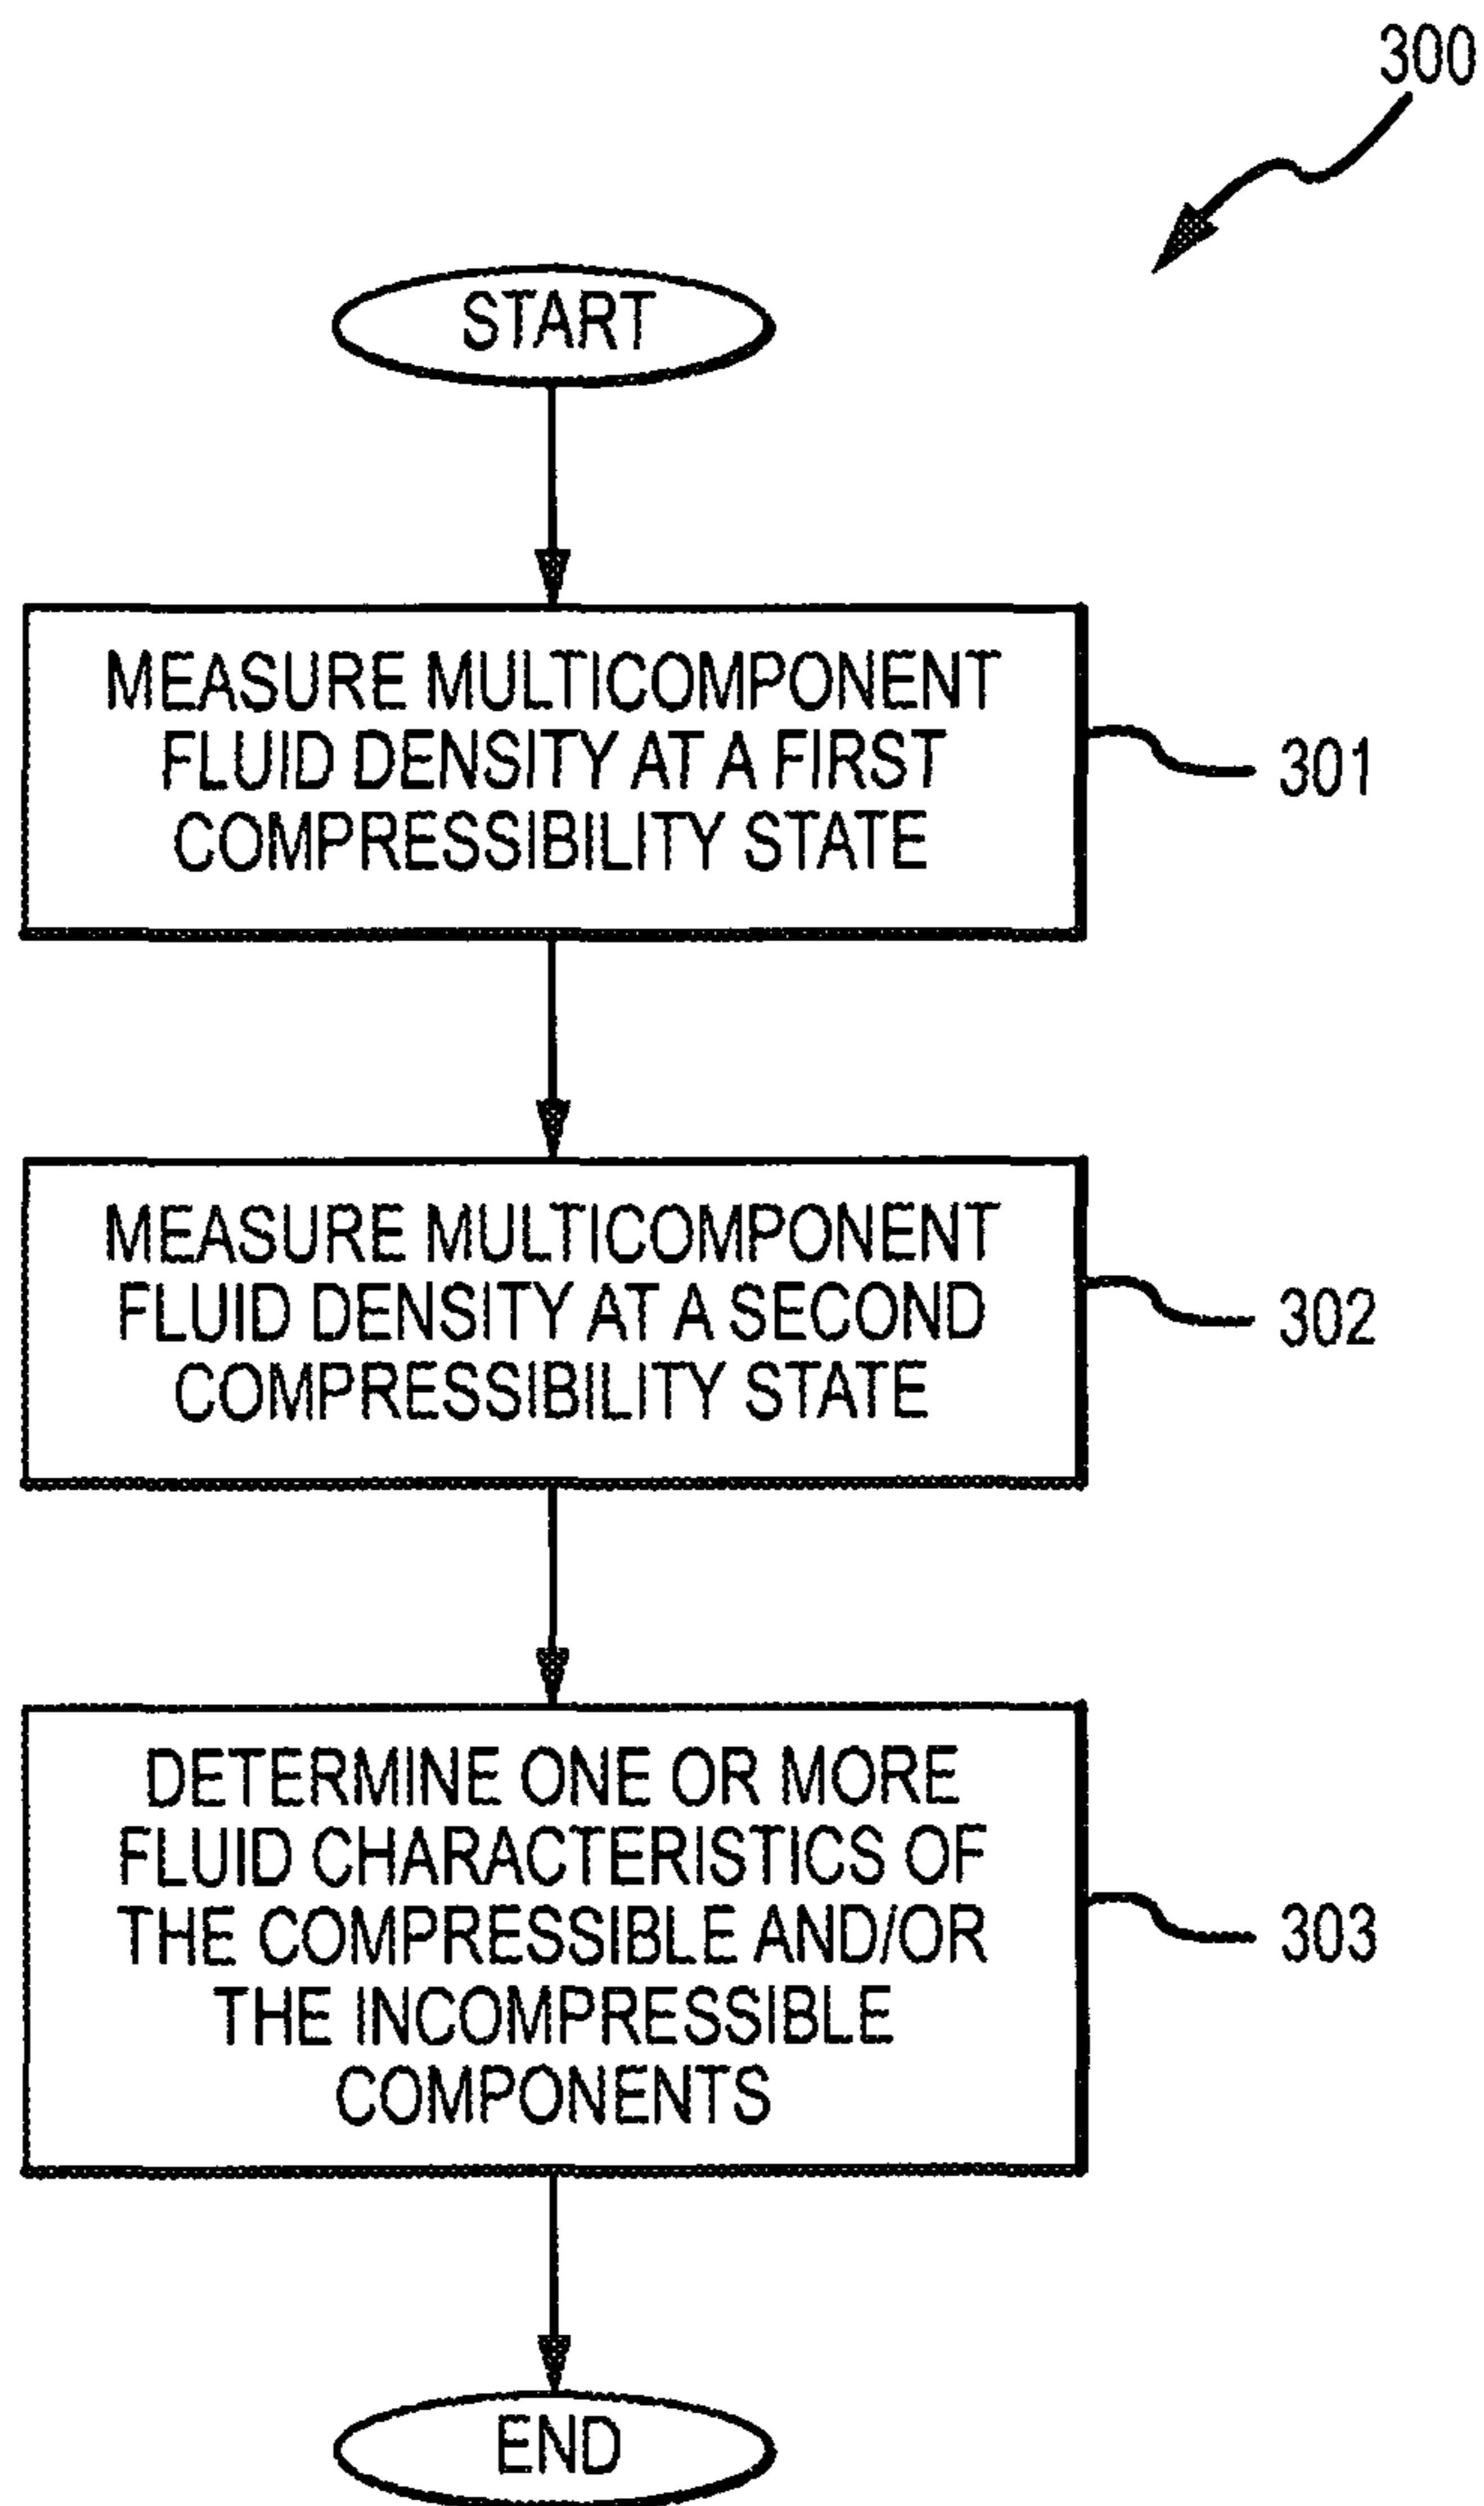 300
START
MEASURE MULTICOMPONENT
FLUID DENSITY AT A FIRST
COMPRESSIBILITY STATE
301
MEASURE MULTICOMPONENT
FLUID DENSITY AT A SECOND
COMPRESSIBILITY STATE
302
DETERMINE ONE OR MORE
FLUID CHARACTERISTICS OF
THE COMPRESSIBLE AND/OR
THE INCOMPRESSIBLE
COMPONENTS
303
END